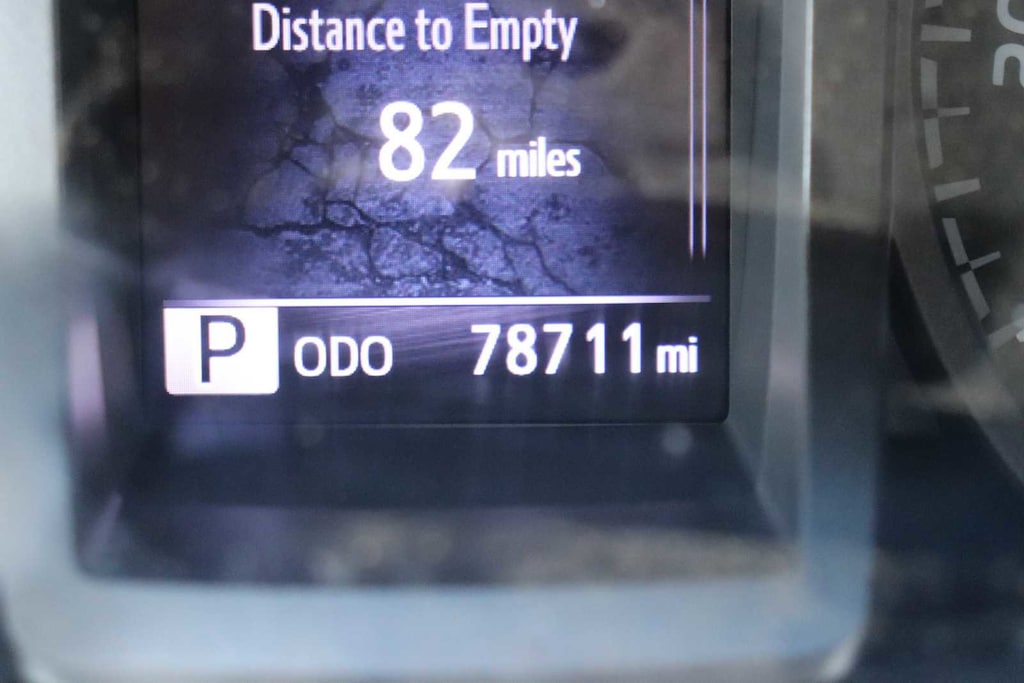 Distance to Empty
82 miles
P ODO 78711 mi